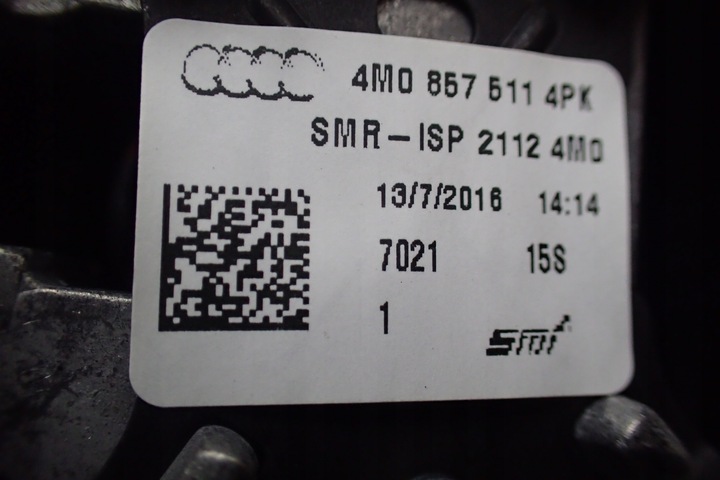 4M0 857 511 4PK
SMR-ISP 2112 4M0
13/7/2016 14:14
7021 15S
1
smr